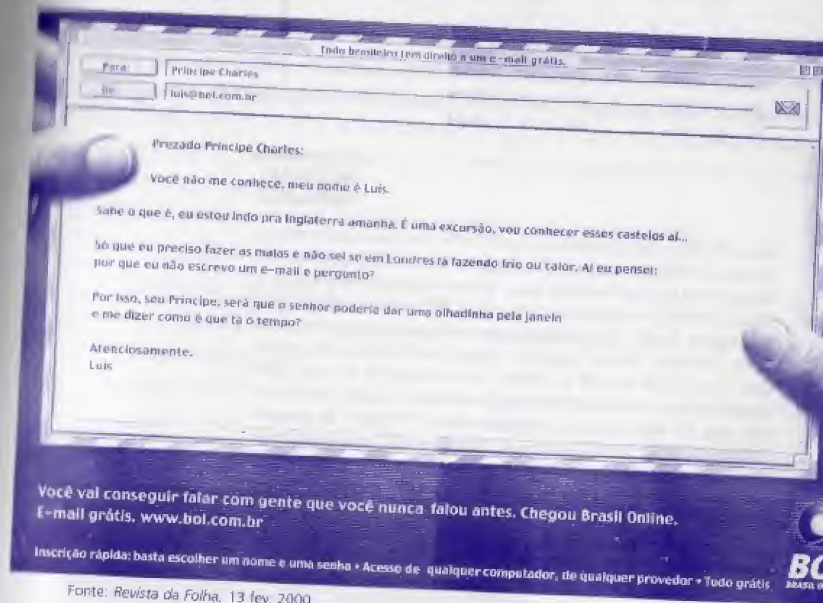 Todo brasileiro tem direito a um e-mail grátis.
Para: Príncipe Charles
De: luis@bol.com.br
Prezado Príncipe Charles:
Você não me conhece, meu nome é Luís.
Sabe o que é, eu estou indo pra Inglaterra amanhã. É uma excursão, vou conhecer esses castelos aí...
Só que eu preciso fazer as malas e não sei se em Londres tá fazendo frio ou calor. Aí eu pensei:
por que eu não escrevo um e-mail e pergunto?
Por isso, seu Príncipe, será que o senhor poderia dar uma olhadinha pela janela
e me dizer como é que tá o tempo?
Atenciosamente,
Luís
Você vai conseguir falar com gente que você nunca falou antes. Chegou Brasil Online.
E-mail grátis. www.bol.com.br
Inscrição rápida: basta escolher um nome e uma senha • Acesso de qualquer computador, de qualquer provedor • Tudo grátis
BO
BRASIL
Fonte: Revista da Folha, 13 fev. 2000